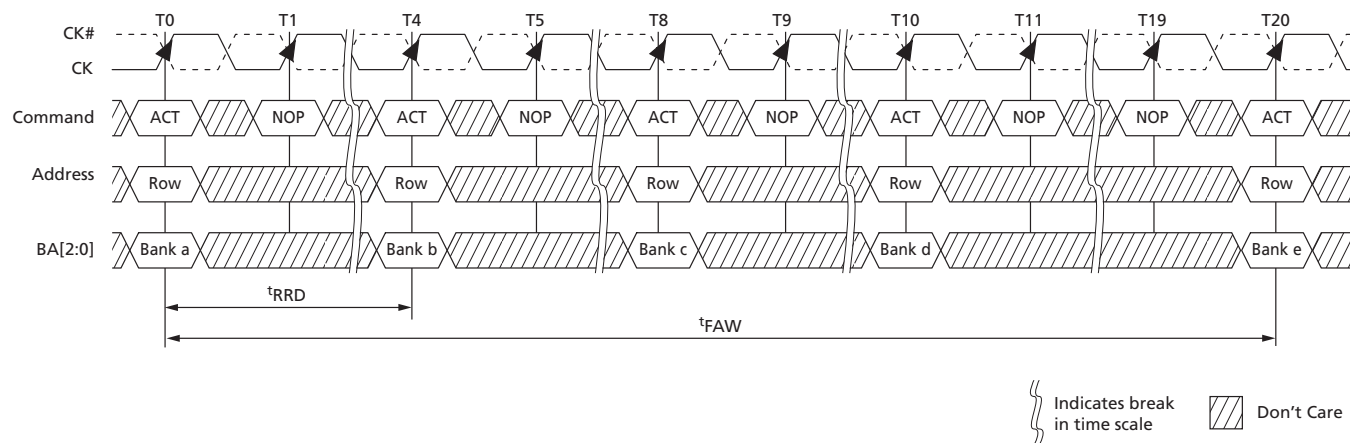 T0 T1 T4 T5 T8 T9 T10 T11 T19 T20
CK#
CK
Command ACT NOP ACT NOP ACT NOP ACT NOP NOP ACT
Address Row Row Row Row Row
BA[2:0] Bank a Bank b Bank c Bank d Bank e
tRRD
tFAW
Indicates break
in time scale
Don't Care